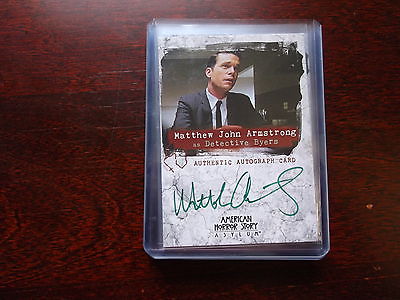 Matthew John Armstrong
as Detective Byers
AUTHENTIC AUTOGRAPH CARD
AMERICAN
HORROR STORY
ASYLUM